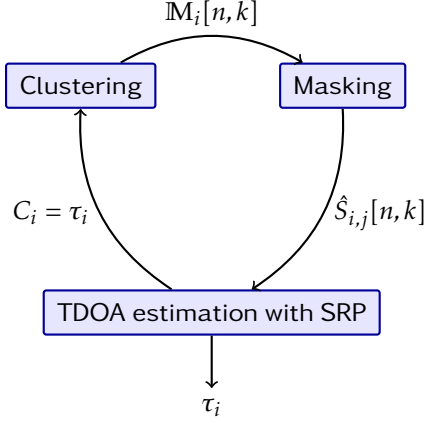 𝕄ᵢ[n, k]
Clustering
Masking
Cᵢ = τᵢ
Ŝᵢ,ⱼ[n, k]
TDOA estimation with SRP
τᵢ